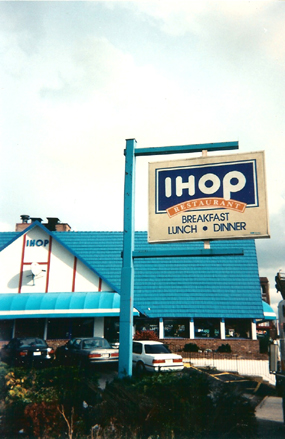 IHOP
RESTAURANT
BREAKFAST
LUNCH • DINNER
IHOP